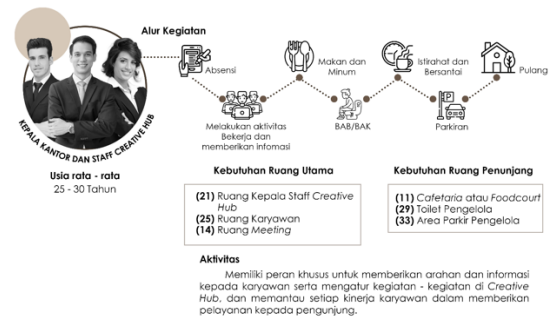 Alur Kegiatan
Absensi
Makan dan
Minum
Istirahat dan
Bersantai
Pulang
Melakukan aktivitas
Bekerja dan
memberikan infomasi
BAB/BAK
Parkiran
KEPALA KANTOR DAN STAFF CREATIVE HUB
Usia rata - rata
25 - 30 Tahun
Kebutuhan Ruang Utama
(21) Ruang Kepala Staff Creative
Hub
(25) Ruang Karyawan
(14) Ruang Meeting
Kebutuhan Ruang Penunjang
(11) Cafetaria atau Foodcourt
(29) Toilet Pengelola
(33) Area Parkir Pengelola
Aktivitas
Memiliki peran khusus untuk memberikan arahan dan informasi
kepada karyawan serta mengatur kegiatan - kegiatan di Creative
Hub, dan memantau setiap kinerja karyawan dalam memberikan
pelayanan kepada pengunjung.